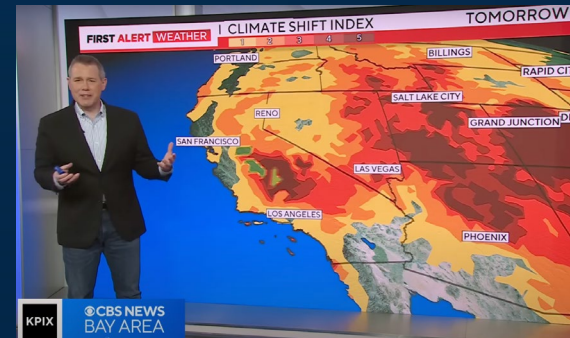 FIRST ALERT WEATHER
CLIMATE SHIFT INDEX
TOMORROW
1 2 3 4 5
PORTLAND
BILLINGS
RAPID CIT
SALT LAKE CITY
RENO
GRAND JUNCTION
D
SAN FRANCISCO
LAS VEGAS
LOS ANGELES
PHOENIX
KPIX
CBS NEWS
BAY AREA